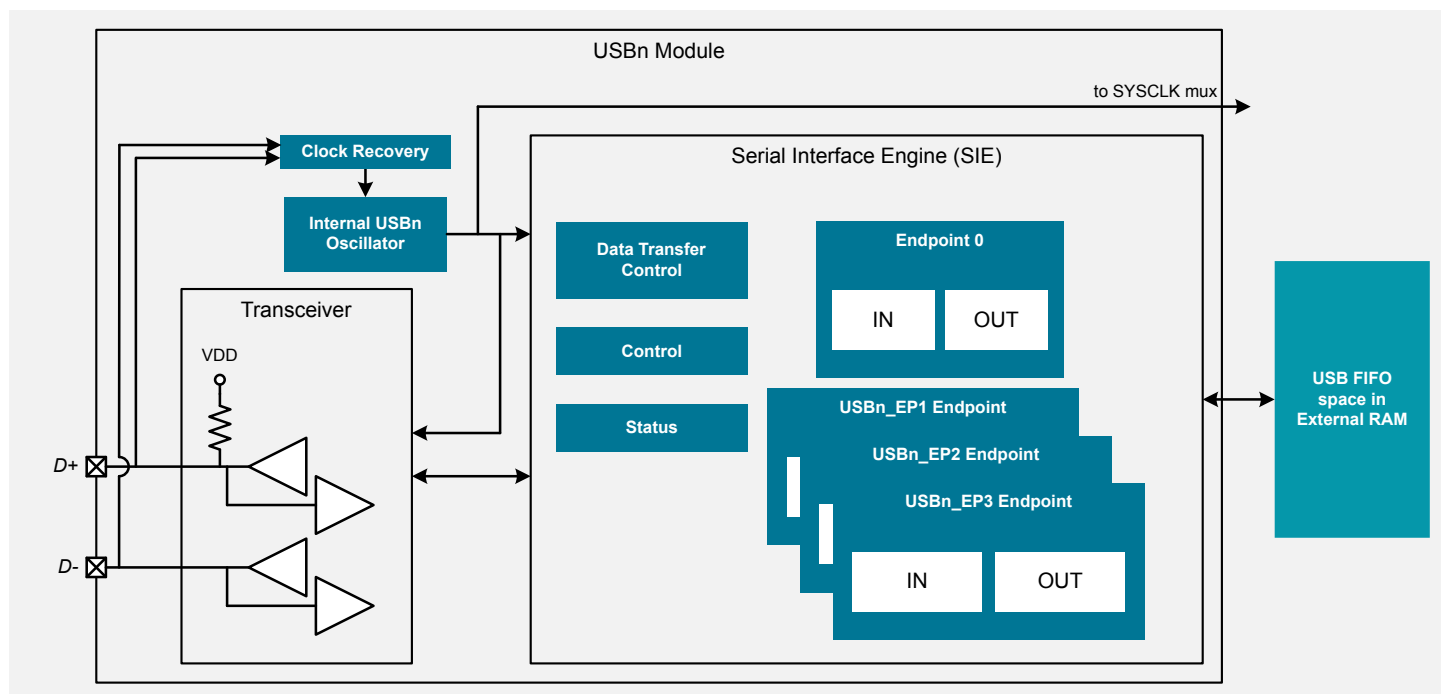 USBn Module
to SYSCLK mux
Clock Recovery
Serial Interface Engine (SIE)
Internal USBn
Oscillator
Data Transfer
Control
Endpoint 0
IN
OUT
Transceiver
VDD
Control
Status
USBn_EP1 Endpoint
USBn_EP2 Endpoint
USBn_EP3 Endpoint
IN
OUT
USB FIFO
space in
External RAM
D+
D-